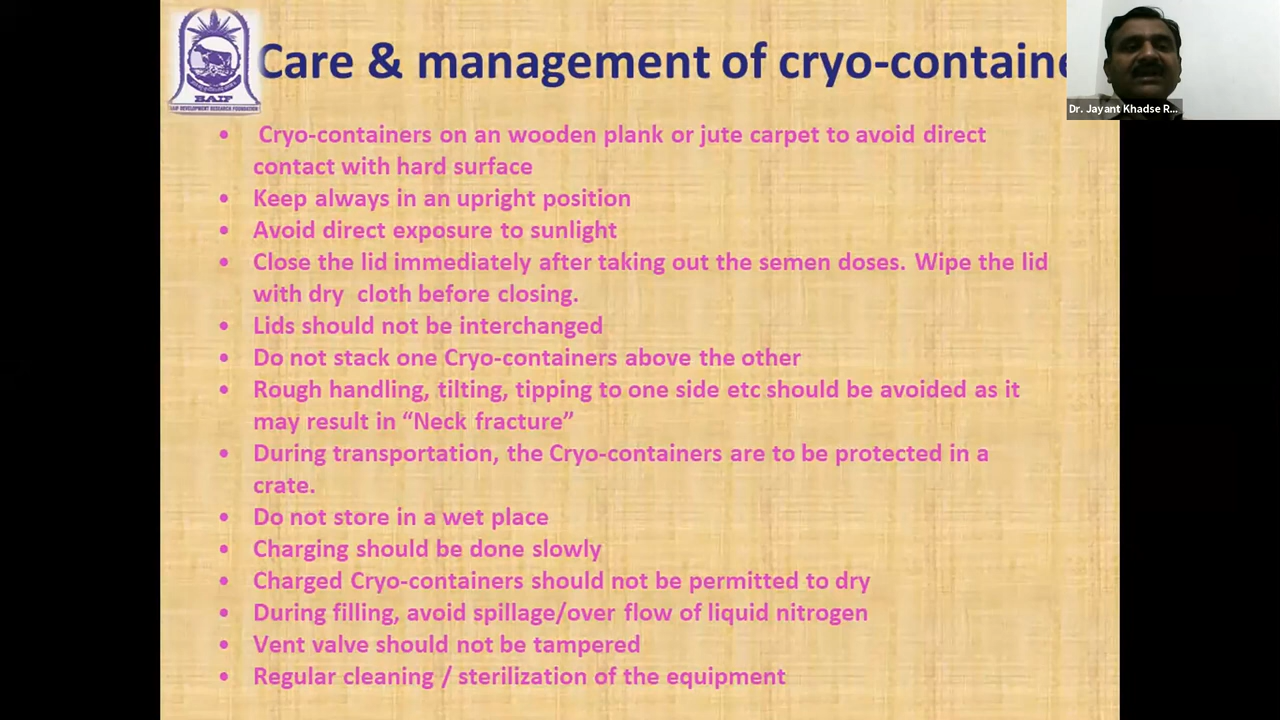 Care & management of cryo-containe
Dr. Jayant Khadse R...
BAIF
BAIF DEVELOPMENT RESEARCH FOUNDATION
• Cryo-containers on an wooden plank or jute carpet to avoid direct
contact with hard surface
• Keep always in an upright position
• Avoid direct exposure to sunlight
• Close the lid immediately after taking out the semen doses. Wipe the lid
with dry cloth before closing.
• Lids should not be interchanged
• Do not stack one Cryo-containers above the other
• Rough handling, tilting, tipping to one side etc should be avoided as it
may result in “Neck fracture”
• During transportation, the Cryo-containers are to be protected in a
crate.
• Do not store in a wet place
• Charging should be done slowly
• Charged Cryo-containers should not be permitted to dry
• During filling, avoid spillage/over flow of liquid nitrogen
• Vent valve should not be tampered
• Regular cleaning / sterilization of the equipment